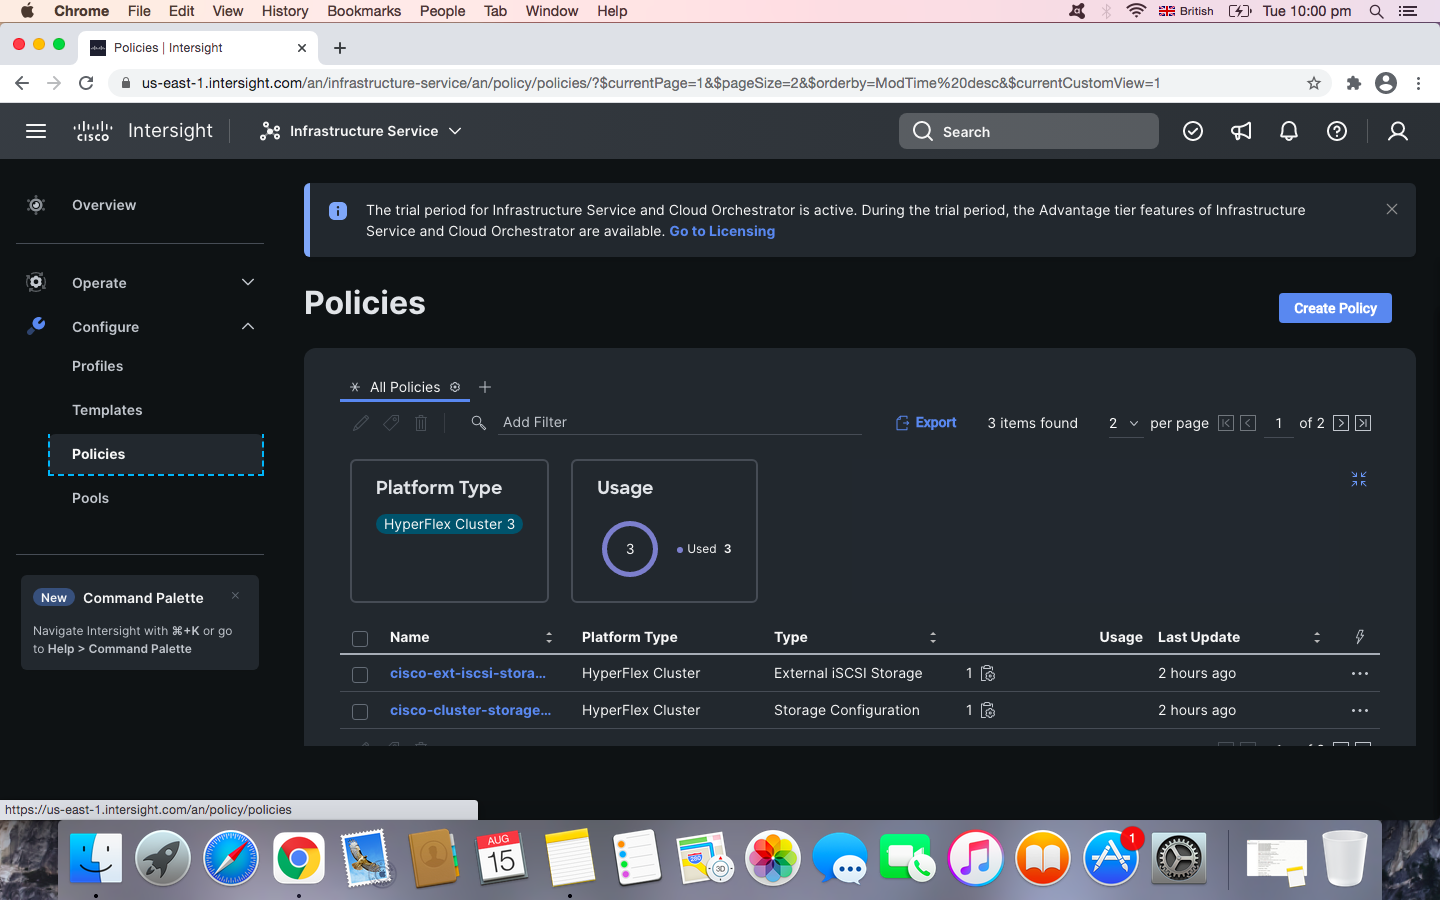 Chrome File Edit View History Bookmarks People Tab Window Help British Tue 10:00 pm
Policies | Intersight
us-east-1.intersight.com/an/infrastructure-service/an/policy/policies/?$currentPage=1&$pageSize=2&$orderby=ModTime%20desc&$currentCustomView=1
CISCO Intersight Infrastructure Service Search
Overview
Operate
Configure
Profiles
Templates
Policies
Pools
New Command Palette
Navigate Intersight with ⌘+K or go
to Help > Command Palette
The trial period for Infrastructure Service and Cloud Orchestrator is active. During the trial period, the Advantage tier features of Infrastructure
Service and Cloud Orchestrator are available. Go to Licensing
Policies
Create Policy
All Policies
Add Filter Export 3 items found 2 per page 1 of 2
Platform Type
HyperFlex Cluster 3
Usage
3 Used 3
Name Platform Type Type Usage Last Update
cisco-ext-iscsi-stora... HyperFlex Cluster External iSCSI Storage 1 2 hours ago
cisco-cluster-storage... HyperFlex Cluster Storage Configuration 1 2 hours ago
https://us-east-1.intersight.com/an/policy/policies
AUG
15
280
3D
1